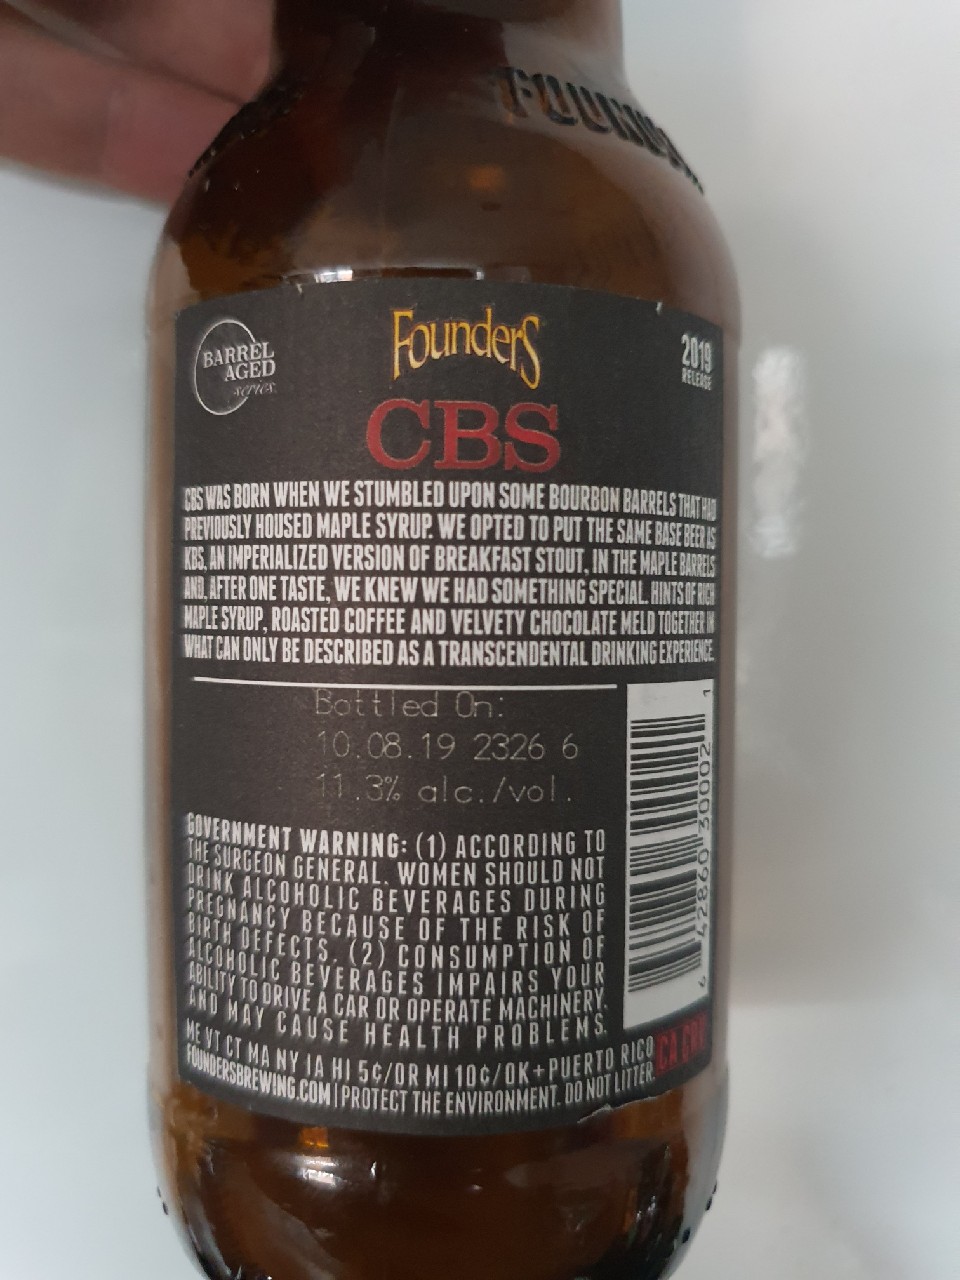 FOUNDE
BARREL
AGED
series
Founders
2019
RELEASE
CBS
CBS WAS BORN WHEN WE STUMBLED UPON SOME BOURBON BARRELS THAT HAD
PREVIOUSLY HOUSED MAPLE SYRUP. WE OPTED TO PUT THE SAME BASE BEER AS
KBS, AN IMPERIALIZED VERSION OF BREAKFAST STOUT, IN THE MAPLE BARRELS
AND, AFTER ONE TASTE, WE KNEW WE HAD SOMETHING SPECIAL. HINTS OF RICH
MAPLE SYRUP, ROASTED COFFEE AND VELVETY CHOCOLATE MELD TOGETHER IN
WHAT CAN ONLY BE DESCRIBED AS A TRANSCENDENTAL DRINKING EXPERIENCE.
Bottled On:
10.08.19 2326 6
11.3% alc./vol.
GOVERNMENT WARNING: (1) ACCORDING TO
THE SURGEON GENERAL. WOMEN SHOULD NOT
DRINK ALCOHOLIC BEVERAGES DURING
PREGNANCY BECAUSE OF THE RISK OF
BIRTH DEFECTS. (2) CONSUMPTION OF
ALCOHOLIC BEVERAGES IMPAIRS YOUR
ABILITY TO DRIVE A CAR OR OPERATE MACHINERY,
AND MAY CAUSE HEALTH PROBLEMS.
6 42860 30002 1
ME VT CT MA NY IA HI 5¢/OR MI 10¢/OK+PUERTO RICO
CA CRV
FOUNDERSBREWING.COM | PROTECT THE ENVIRONMENT. DO NOT LITTER.